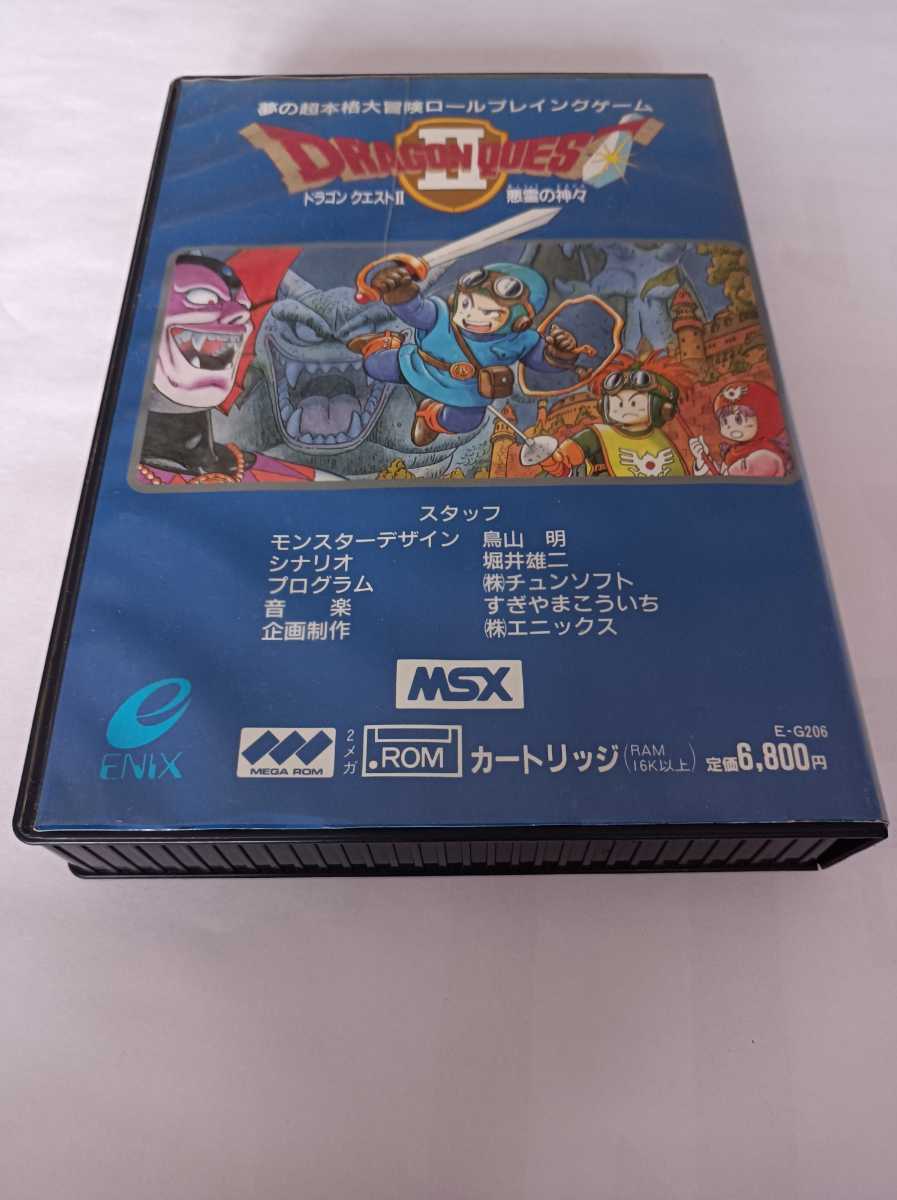 夢の超本格大冒険ロールプレイングゲーム
DRAGON QUEST
II
ドラゴン クエストII 悪霊の神々
スタッフ
モンスターデザイン 鳥山 明
シナリオ 堀井雄二
プログラム ㈱チュンソフト
音 楽 すぎやまこういち
企画制作 ㈱エニックス
MSX
ENIX
MEGA ROM
2メガ
ROM
カートリッジ
(RAM 16K以上)
E-G206
定価6,800円